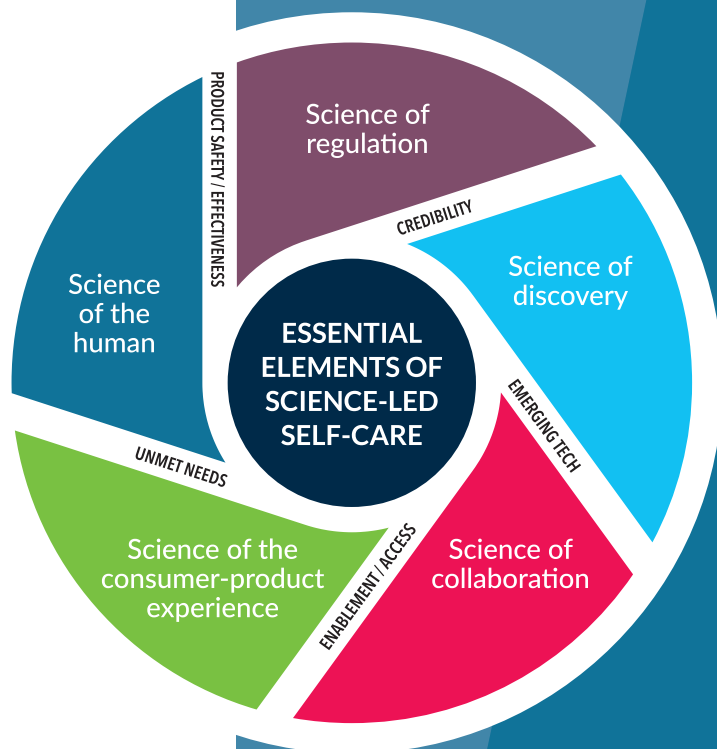 Science of
regulation
CREDIBILITY
Science of
discovery
EMERGING TECH
Science of
collaboration
ENABLEMENT / ACCESS
Science of the
consumer-product
experience
UNMET NEEDS
Science
of the
human
PRODUCT SAFETY / EFFECTIVENESS
ESSENTIAL
ELEMENTS OF
SCIENCE-LED
SELF-CARE